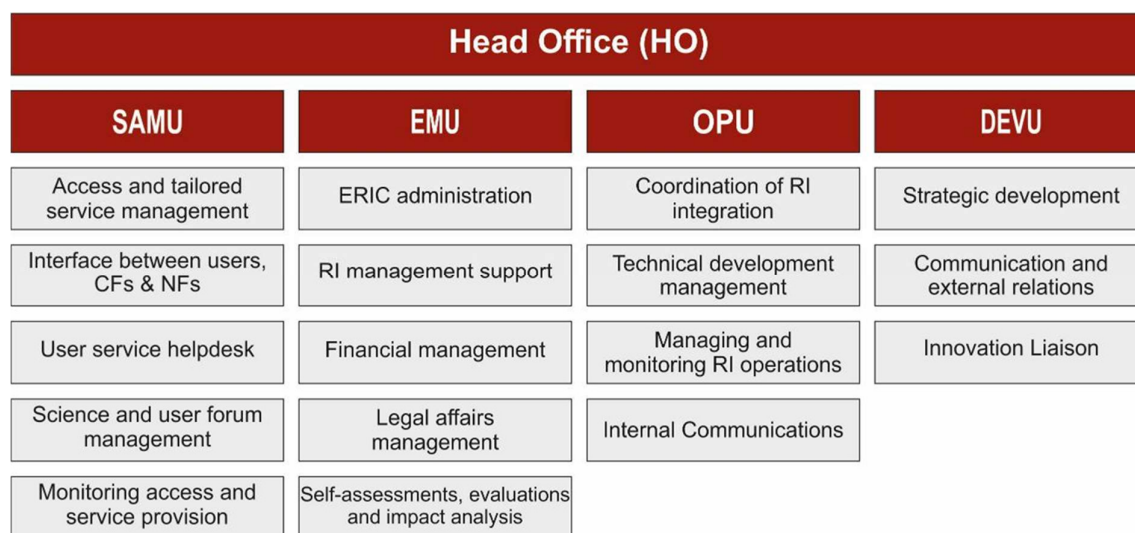 Head Office (HO)
SAMU
Access and tailored
service management
Interface between users,
CFs & NFs
User service helpdesk
Science and user forum
management
Monitoring access and
service provision
EMU
ERIC administration
RI management support
Financial management
Legal affairs
management
Self-assessments, evaluations
and impact analysis
OPU
Coordination of RI
integration
Technical development
management
Managing and
monitoring RI operations
Internal Communications
DEVU
Strategic development
Communication and
external relations
Innovation Liaison